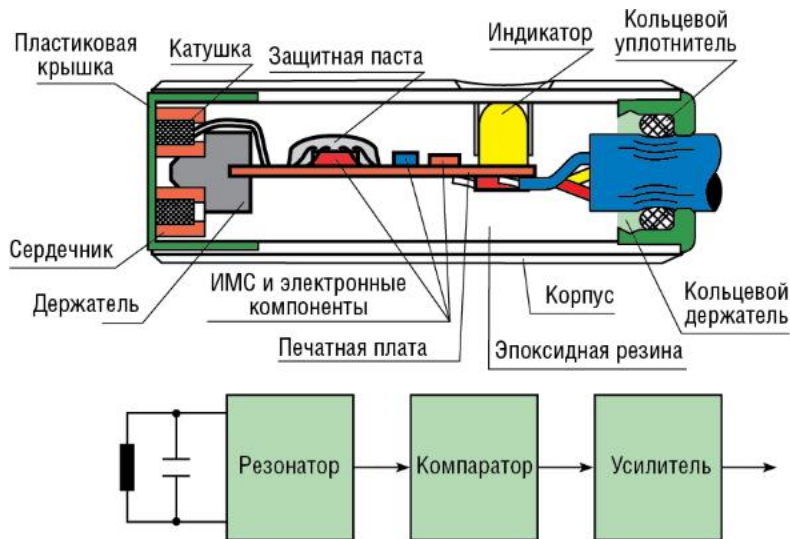 Пластиковая
крышка
Катушка
Защитная паста
Индикатор
Кольцевой
уплотнитель
Сердечник
Держатель
ИМС и электронные
компоненты
Печатная плата
Эпоксидная резина
Корпус
Кольцевой
держатель
Резонатор
Компаратор
Усилитель